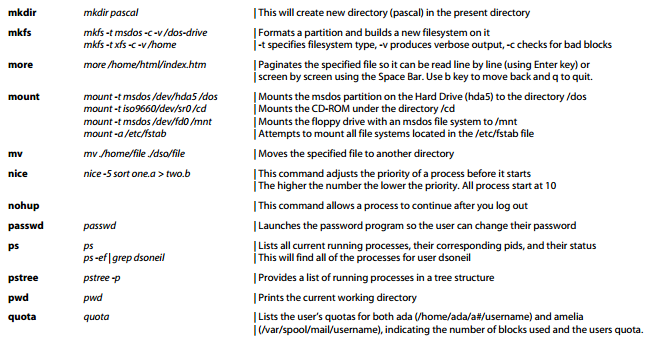 mkdir mkdir pascal This will create new directory (pascal) in the present directory
mkfs mkfs -t msdos -c -v /dos-drive Formats a partition and builds a new filesystem on it
mkfs -t xfs -c -v /home -t specifies filesystem type, -v produces verbose output, -c checks for bad blocks
more more /home/html/index.htm Paginates the specified file so it can be read line by line (using Enter key) or
screen by screen using the Space Bar. Use b key to move back and q to quit.
mount mount -t msdos /dev/hda5 /dos Mounts the msdos partition on the Hard Drive (hda5) to the directory /dos
mount -t iso9660 /dev/sr0 /cd Mounts the CD-ROM under the directory /cd
mount -t msdos /dev/fd0 /mnt Mounts the floppy drive with an msdos file system to /mnt
mount -a /etc/fstab Attempts to mount all file systems located in the /etc/fstab file
mv mv ./home/file ./dso/file Moves the specified file to another directory
nice nice -5 sort one.a > two.b This command adjusts the priority of a process before it starts
The higher the number the lower the priority. All process start at 10
nohup This command allows a process to continue after you log out
passwd passwd Launches the password program so the user can change their password
ps ps Lists all current running processes, their corresponding pids, and their status
ps -ef | grep dsoneil This will find all of the processes for user dsoneil
pstree pstree -p Provides a list of running processes in a tree structure
pwd pwd Prints the current working directory
quota quota Lists the user's quotas for both ada (/home/ada/a#/username) and amelia
(/var/spool/mail/username), indicating the number of blocks used and the users quota.